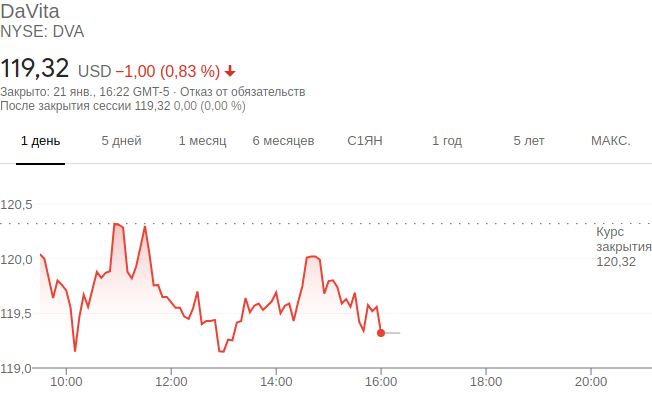 DaVita
NYSE: DVA
119,32 USD −1,00 (0,83 %)
Закрыто: 21 янв., 16:22 GMT-5 · Отказ от обязательств
После закрытия сессии 119,32 0,00 (0,00 %)
1 день 5 дней 1 месяц 6 месяцев С1ЯН 1 год 5 лет МАКС.
120,5
Курс
закрытия
120,32
120,0
119,5
119,0
10:00 12:00 14:00 16:00 18:00 20:00